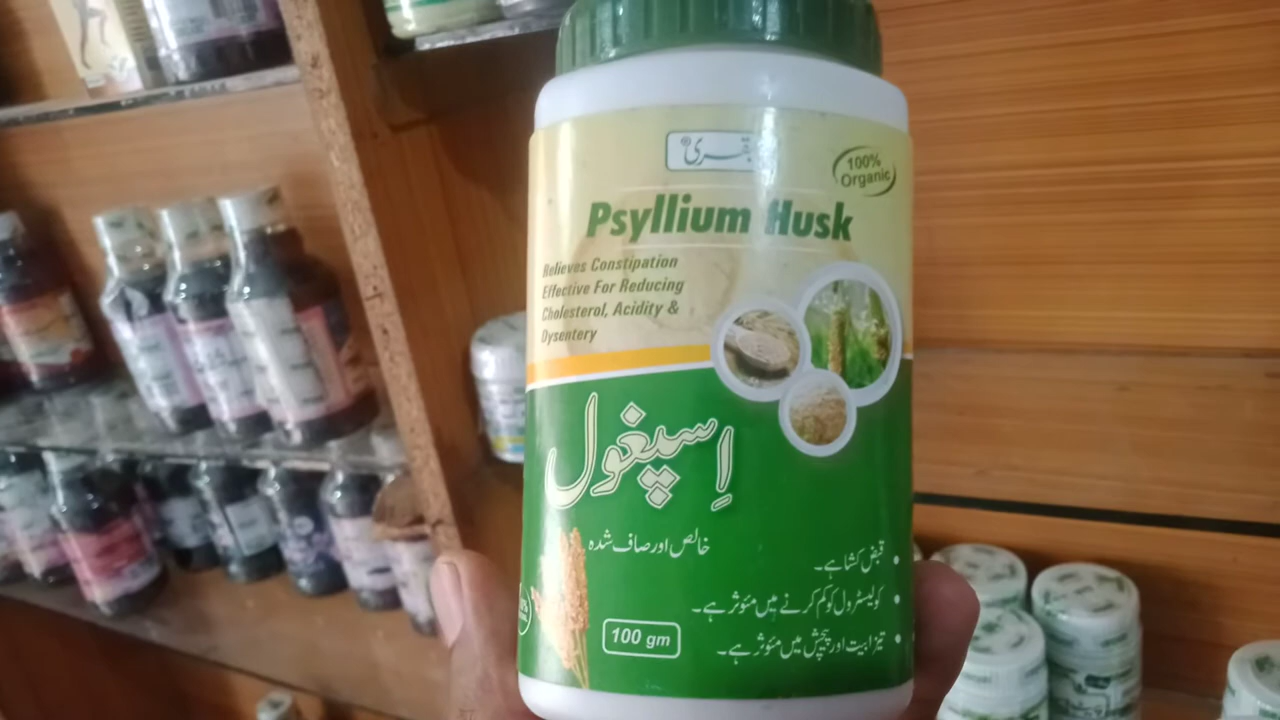 بقری®
100%
Organic
Psyllium Husk
Relieves Constipation
Effective For Reducing
Cholesterol, Acidity &
Dysentery
اِسپغول
خالص اور صاف شدہ
• قبض کشا ہے۔
• کولیسٹرول کو کم کرنے میں مئوثر ہے۔
• تیزابیت اور پیچش میں مئوثر ہے۔
100 gm